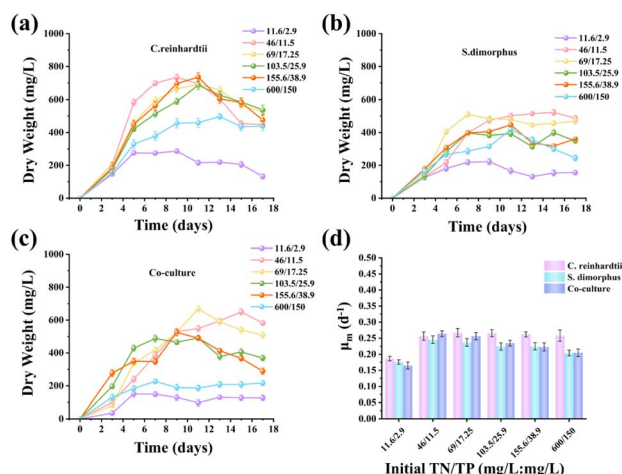 (a)
C.reinhardtii
11.6/2.9
46/11.5
69/17.25
103.5/25.9
155.6/38.9
600/150
Dry Weight (mg/L)
1000
800
600
400
200
0
0 2 4 6 8 10 12 14 16 18
Time (days)
(b)
S.dimorphus
11.6/2.9
46/11.5
69/17.25
103.5/25.9
155.6/38.9
600/150
Dry Weight (mg/L)
1000
800
600
400
200
0
0 2 4 6 8 10 12 14 16 18
Time (days)
(c)
Co-culture
11.6/2.9
46/11.5
69/17.25
103.5/25.9
155.6/38.9
600/150
Dry Weight (mg/L)
1000
800
600
400
200
0
0 2 4 6 8 10 12 14 16 18
Time (days)
(d)
C. reinhardtii
S. dimorphus
Co-culture
μm (d-1)
0.50
0.45
0.40
0.35
0.30
0.25
0.20
0.15
0.10
0.05
0.00
11.6/2.9
46/11.5
69/17.25
103.5/25.9
155.6/38.9
600/150
Initial TN/TP (mg/L:mg/L)